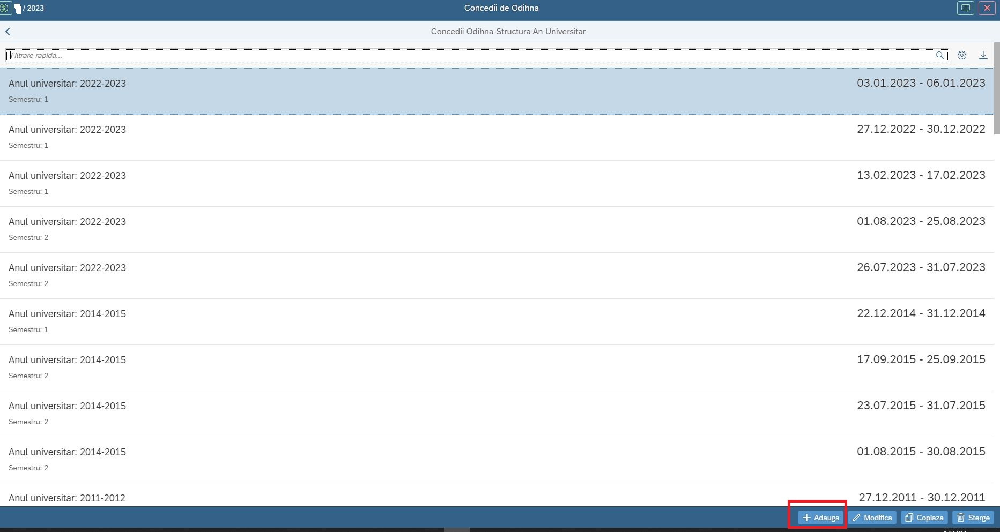 / 2023
Concedii de Odihna
Concedii Odihna-Structura An Universitar
Filtrare rapida...
Anul universitar: 2022-2023
03.01.2023 - 06.01.2023
Semestru: 1
Anul universitar: 2022-2023
27.12.2022 - 30.12.2022
Semestru: 1
Anul universitar: 2022-2023
13.02.2023 - 17.02.2023
Semestru: 1
Anul universitar: 2022-2023
01.08.2023 - 25.08.2023
Semestru: 2
Anul universitar: 2022-2023
26.07.2023 - 31.07.2023
Semestru: 2
Anul universitar: 2014-2015
22.12.2014 - 31.12.2014
Semestru: 1
Anul universitar: 2014-2015
17.09.2015 - 25.09.2015
Semestru: 2
Anul universitar: 2014-2015
23.07.2015 - 31.07.2015
Semestru: 2
Anul universitar: 2014-2015
01.08.2015 - 30.08.2015
Semestru: 2
Anul universitar: 2011-2012
27.12.2011 - 30.12.2011
Adauga
Modifica
Copiaza
Sterge